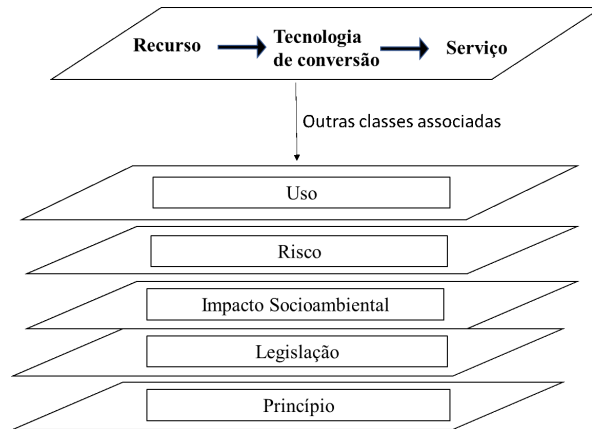 Recurso
Tecnologia
de conversão
Serviço
Outras classes associadas
Uso
Risco
Impacto Socioambiental
Legislação
Princípio